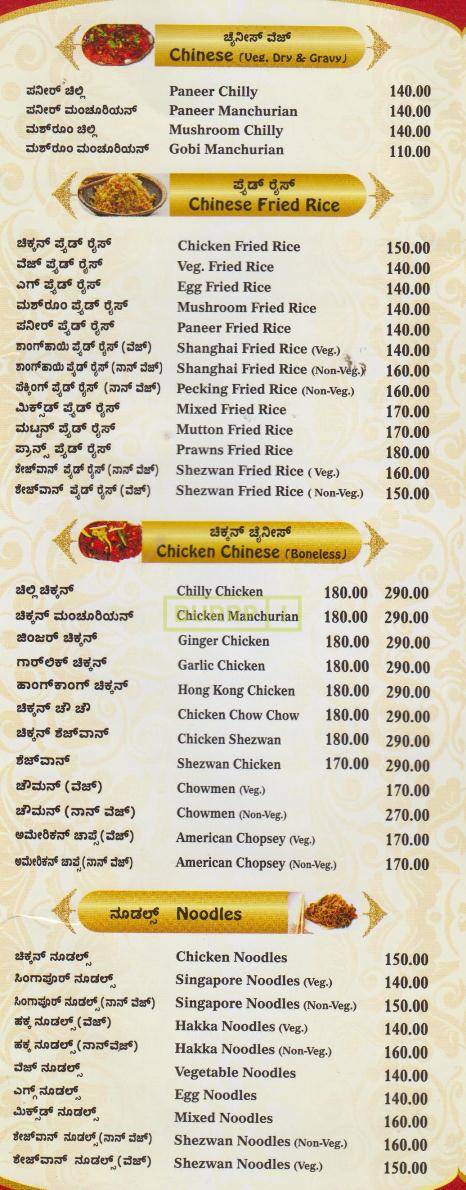 ಚೈನೀಸ್ ವೆಜ್
Chinese (Veg. Dry & Gravy)
ಪನೀರ್ ಚಿಲ್ಲಿ Paneer Chilly 140.00
ಪನೀರ್ ಮಂಚೂರಿಯನ್ Paneer Manchurian 140.00
ಮಶ್‌ರೂಂ ಚಿಲ್ಲಿ Mushroom Chilly 140.00
ಮಶ್‌ರೂಂ ಮಂಚೂರಿಯನ್ Gobi Manchurian 110.00
ಫ್ರೈಡ್ ರೈಸ್
Chinese Fried Rice
ಚಿಕ್ಕನ್ ಫ್ರೈಡ್ ರೈಸ್ Chicken Fried Rice 150.00
ವೆಜ್ ಫ್ರೈಡ್ ರೈಸ್ Veg. Fried Rice 140.00
ಎಗ್ ಫ್ರೈಡ್ ರೈಸ್ Egg Fried Rice 140.00
ಮಶ್‌ರೂಂ ಫ್ರೈಡ್ ರೈಸ್ Mushroom Fried Rice 140.00
ಪನೀರ್ ಫ್ರೈಡ್ ರೈಸ್ Paneer Fried Rice 140.00
ಶಾಂಗ್‌ಹಾಯಿ ಫ್ರೈಡ್ ರೈಸ್ (ವೆಜ್) Shanghai Fried Rice (Veg.) 140.00
ಶಾಂಗ್‌ಹಾಯಿ ಫ್ರೈಡ್ ರೈಸ್ (ನಾನ್ ವೆಜ್) Shanghai Fried Rice (Non-Veg.) 160.00
ಪೆಕ್ಕಿಂಗ್ ಫ್ರೈಡ್ ರೈಸ್ (ನಾನ್ ವೆಜ್) Pecking Fried Rice (Non-Veg.) 160.00
ಮಿಕ್ಸ್‌ಡ್ ಫ್ರೈಡ್ ರೈಸ್ Mixed Fried Rice 170.00
ಮಟ್ಟನ್ ಫ್ರೈಡ್ ರೈಸ್ Mutton Fried Rice 170.00
ಪ್ರಾನ್ಸ್ ಫ್ರೈಡ್ ರೈಸ್ Prawns Fried Rice 180.00
ಶೇಜ್‌ವಾನ್ ಫ್ರೈಡ್ ರೈಸ್ (ನಾನ್ ವೆಜ್) Shezwan Fried Rice ( Veg.) 160.00
ಶೇಜ್‌ವಾನ್ ಫ್ರೈಡ್ ರೈಸ್ (ವೆಜ್) Shezwan Fried Rice ( Non-Veg.) 150.00
ಚಿಕ್ಕನ್ ಚೈನೀಸ್
Chicken Chinese (Boneless)
ಚಿಲ್ಲಿ ಚಿಕ್ಕನ್ Chilly Chicken 180.00 290.00
ಚಿಕ್ಕನ್ ಮಂಚೂರಿಯನ್ Chicken Manchurian 180.00 290.00
ಜಿಂಜರ್ ಚಿಕ್ಕನ್ Ginger Chicken 180.00 290.00
ಗಾರ್‌ಲಿಕ್ ಚಿಕ್ಕನ್ Garlic Chicken 180.00 290.00
ಹಾಂಗ್‌ಕಾಂಗ್ ಚಿಕ್ಕನ್ Hong Kong Chicken 180.00 290.00
ಚಿಕ್ಕನ್ ಚೌ ಚೌ Chicken Chow Chow 180.00 290.00
ಚಿಕ್ಕನ್ ಶೆಜ್‌ವಾನ್ Chicken Shezwan 180.00 290.00
ಶೆಜ್‌ವಾನ್ Shezwan Chicken 170.00 290.00
ಚೌಮನ್ (ವೆಜ್) Chowmen (Veg.) 170.00
ಚೌಮನ್ (ನಾನ್ ವೆಜ್) Chowmen (Non-Veg.) 270.00
ಅಮೇರಿಕನ್ ಚಾಪ್ಸೆ (ವೆಜ್) American Chopsey (Veg.) 170.00
ಅಮೇರಿಕನ್ ಚಾಪ್ಸೆ (ನಾನ್ ವೆಜ್) American Chopsey (Non-Veg.) 170.00
ನೂಡಲ್ಸ್ Noodles
ಚಿಕ್ಕನ್ ನೂಡಲ್ಸ್ Chicken Noodles 150.00
ಸಿಂಗಾಪೂರ್ ನೂಡಲ್ಸ್ Singapore Noodles (Veg.) 140.00
ಸಿಂಗಾಪೂರ್ ನೂಡಲ್ಸ್ (ನಾನ್ ವೆಜ್) Singapore Noodles (Non-Veg.) 150.00
ಹಕ್ಕ ನೂಡಲ್ಸ್ (ವೆಜ್) Hakka Noodles (Veg.) 140.00
ಹಕ್ಕ ನೂಡಲ್ಸ್ (ನಾನ್‌ವೆಜ್) Hakka Noodles (Non-Veg.) 160.00
ವೆಜ್ ನೂಡಲ್ಸ್ Vegetable Noodles 140.00
ಎಗ್ಗ್ ನೂಡಲ್ಸ್ Egg Noodles 140.00
ಮಿಕ್ಸ್‌ಡ್ ನೂಡಲ್ಸ್ Mixed Noodles 160.00
ಶೇಜ್‌ವಾನ್ ನೂಡಲ್ಸ್ (ನಾನ್ ವೆಜ್) Shezwan Noodles (Non-Veg.) 160.00
ಶೇಜ್‌ವಾನ್ ನೂಡಲ್ಸ್ (ವೆಜ್) Shezwan Noodles (Veg.) 150.00